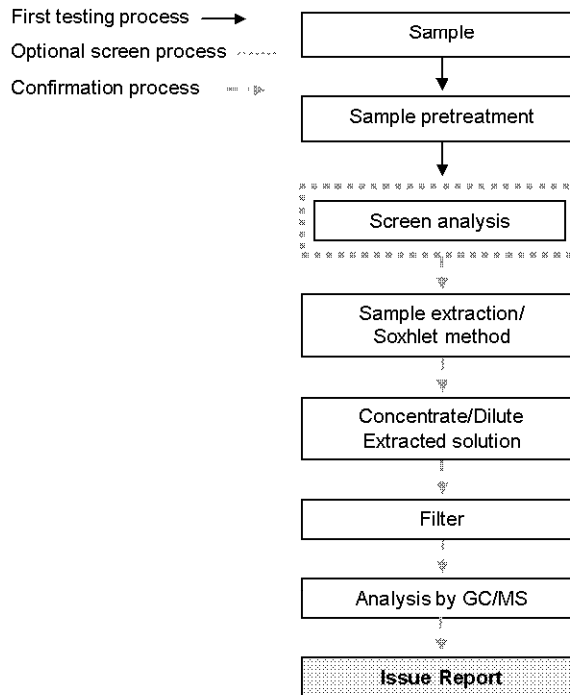 First testing process
Optional screen process
Confirmation process
Sample
Sample pretreatment
Screen analysis
Sample extraction/
Soxhlet method
Concentrate/Dilute
Extracted solution
Filter
Analysis by GC/MS
Issue Report